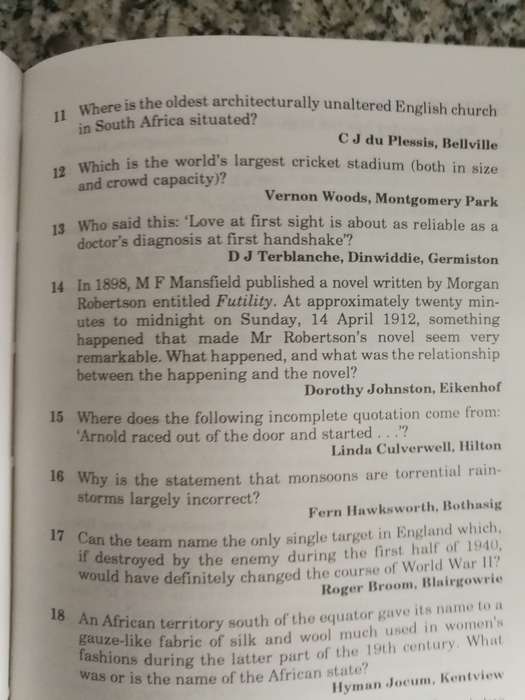 11 Where is the oldest architecturally unaltered English church
in South Africa situated?
C J du Plessis, Bellville
12 Which is the world's largest cricket stadium (both in size
and crowd capacity)?
Vernon Woods, Montgomery Park
13 Who said this: 'Love at first sight is about as reliable as a
doctor's diagnosis at first handshake'?
D J Terblanche, Dinwiddie, Germiston
14 In 1898, M F Mansfield published a novel written by Morgan
Robertson entitled Futility. At approximately twenty min-
utes to midnight on Sunday, 14 April 1912, something
happened that made Mr Robertson's novel seem very
remarkable. What happened, and what was the relationship
between the happening and the novel?
Dorothy Johnston, Eikenhof
15 Where does the following incomplete quotation come from:
'Arnold raced out of the door and started . . .'?
Linda Culverwell, Hilton
16 Why is the statement that monsoons are torrential rain-
storms largely incorrect?
Fern Hawksworth, Bothasig
17 Can the team name the only single target in England which,
if destroyed by the enemy during the first half of 1940,
would have definitely changed the course of World War II?
Roger Broom, Blairgowrie
18 An African territory south of the equator gave its name to a
gauze-like fabric of silk and wool much used in women's
fashions during the latter part of the 19th century. What
was or is the name of the African state?
Hyman Jocum, Kentview